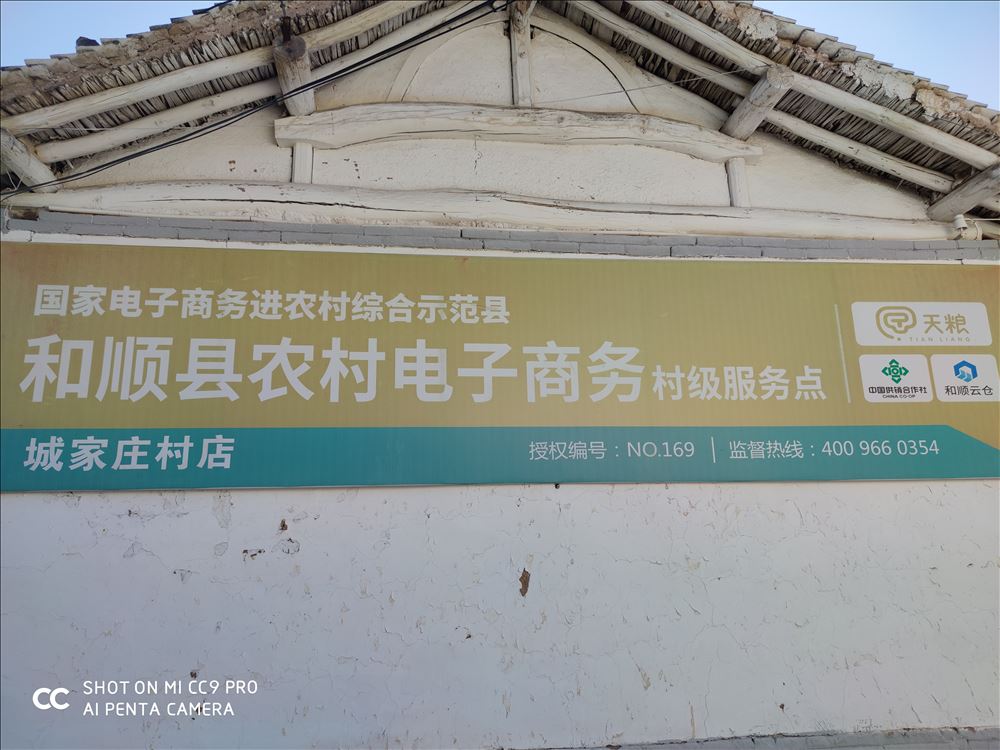 国家电子商务进农村综合示范县
和顺县农村电子商务 村级服务点
天粮
TIAN LIANG
中国供销合作社
CHINA CO-OP
和顺云仓
城家庄村店
授权编号：NO.169 | 监督热线：400 966 0354
CC SHOT ON MI CC9 PRO
AI PENTA CAMERA